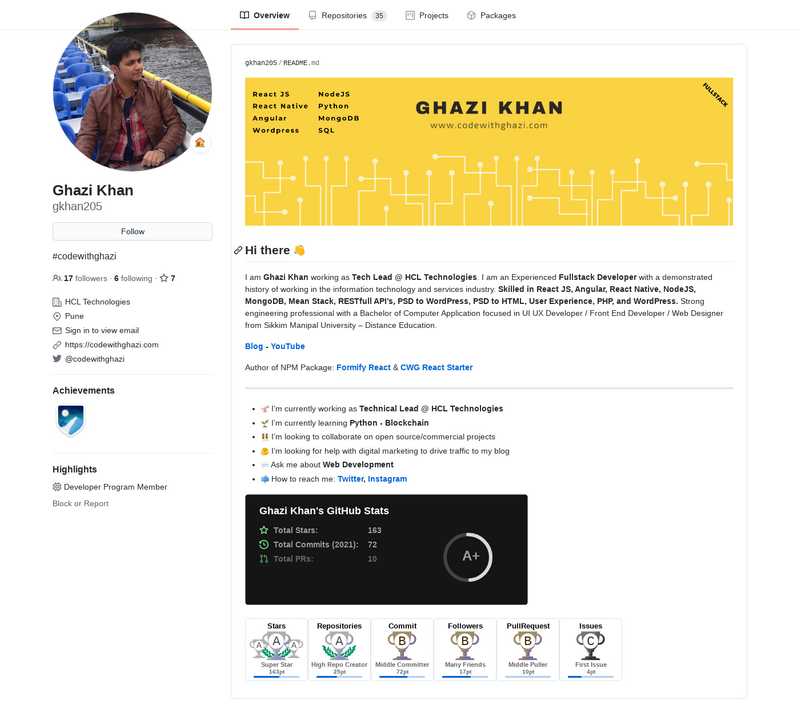 Overview
Repositories 35
Projects
Packages
Ghazi Khan
gkhan205
Follow
#codewithghazi
17 followers · 6 following · 7
HCL Technologies
Pune
Sign in to view email
https://codewithghazi.com
@codewithghazi
Achievements
Highlights
Developer Program Member
Block or Report
gkhan205 / README.md
React JS NodeJS
React Native Python
Angular MongoDB
Wordpress SQL
GHAZI KHAN
www.codewithghazi.com
FULLSTACK
Hi there 👋
I am Ghazi Khan working as Tech Lead @ HCL Technologies. I am an Experienced Fullstack Developer with a demonstrated
history of working in the information technology and services industry. Skilled in React JS, Angular, React Native, NodeJS,
MongoDB, Mean Stack, RESTfull API's, PSD to WordPress, PSD to HTML, User Experience, PHP, and WordPress. Strong
engineering professional with a Bachelor of Computer Application focused in UI UX Developer / Front End Developer / Web Designer
from Sikkim Manipal University – Distance Education.
Blog - YouTube
Author of NPM Package: Formify React & CWG React Starter
• I'm currently working as Technical Lead @ HCL Technologies
• I'm currently learning Python - Blockchain
• I'm looking to collaborate on open source/commercial projects
• I'm looking for help with digital marketing to drive traffic to my blog
• Ask me about Web Development
• How to reach me: Twitter, Instagram
Ghazi Khan's GitHub Stats
Total Stars: 163
Total Commits (2021): 72
Total PRs: 10
A+
Stars
A A A
Super Star
163pt
Repositories
A
High Repo Creator
25pt
Commit
B
Middle Committer
72pt
Followers
B
Many Friends
17pt
PullRequest
B
Middle Puller
10pt
Issues
C
First Issue
4pt